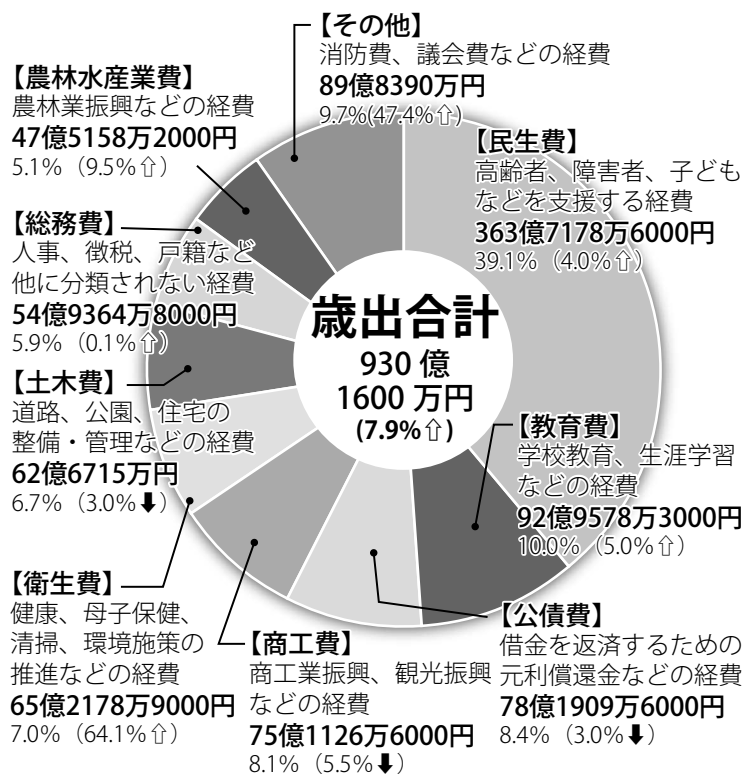 【その他】
消防費、議会費などの経費
89億8390万円
9.7%(47.4%⇧)
【農林水産業費】
農林業振興などの経費
47億5158万2000円
5.1%（9.5%⇧）
【民生費】
高齢者、障害者、子ども
などを支援する経費
363億7178万6000円
39.1%（4.0%⇧）
【総務費】
人事、徴税、戸籍など
他に分類されない経費
54億9364万8000円
5.9%（0.1%⇧）
歳出合計
930 億
1600 万円
(7.9%⇧)
【土木費】
道路、公園、住宅の
整備・管理などの経費
62億6715万円
6.7%（3.0%⬇）
【教育費】
学校教育、生涯学習
などの経費
92億9578万3000円
10.0%（5.0%⇧）
【衛生費】
健康、母子保健、
清掃、環境施策の
推進などの経費
65億2178万9000円
7.0%（64.1%⇧）
【商工費】
商工業振興、観光振興
などの経費
75億1126万6000円
8.1%（5.5%⬇）
【公債費】
借金を返済するための
元利償還金などの経費
78億1909万6000円
8.4%（3.0%⬇）